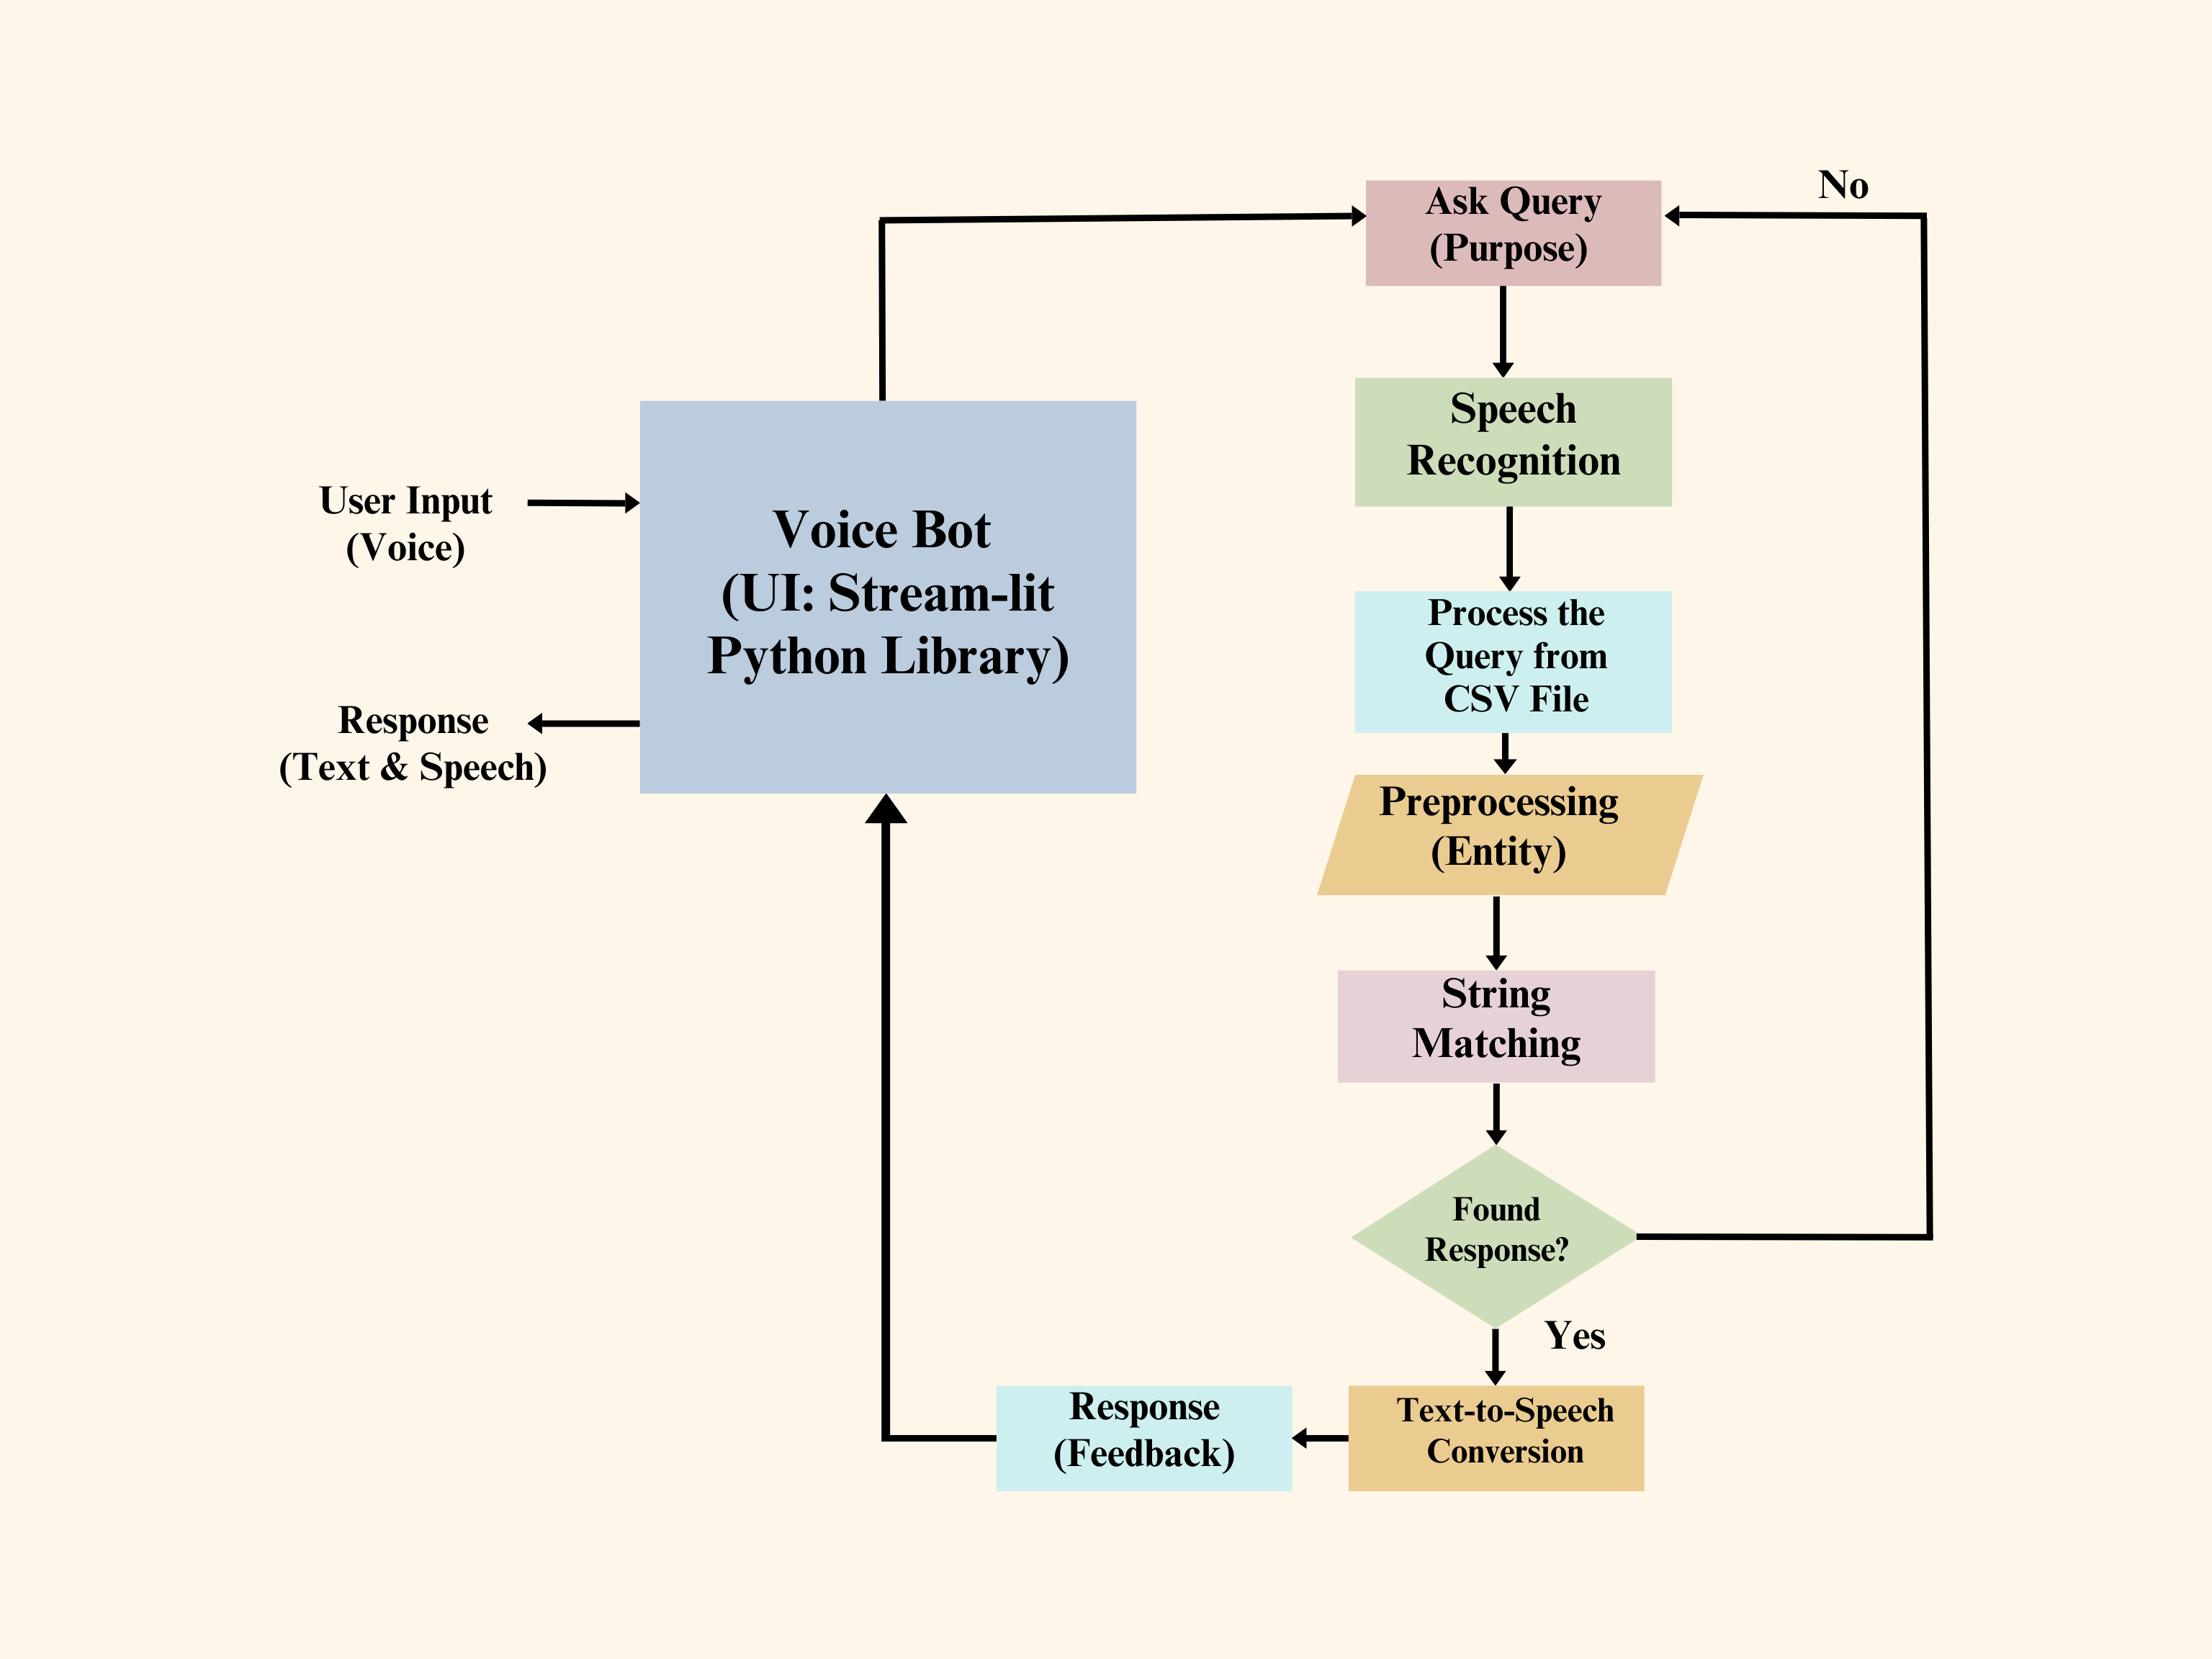 No
Ask Query
(Purpose)
Speech
Recognition
User Input
(Voice)
Voice Bot
(UI: Stream-lit
Python Library)
Process the
Query from
CSV File
Response
(Text & Speech)
Preprocessing
(Entity)
String
Matching
Found
Response?
Yes
Text-to-Speech
Conversion
Response
(Feedback)